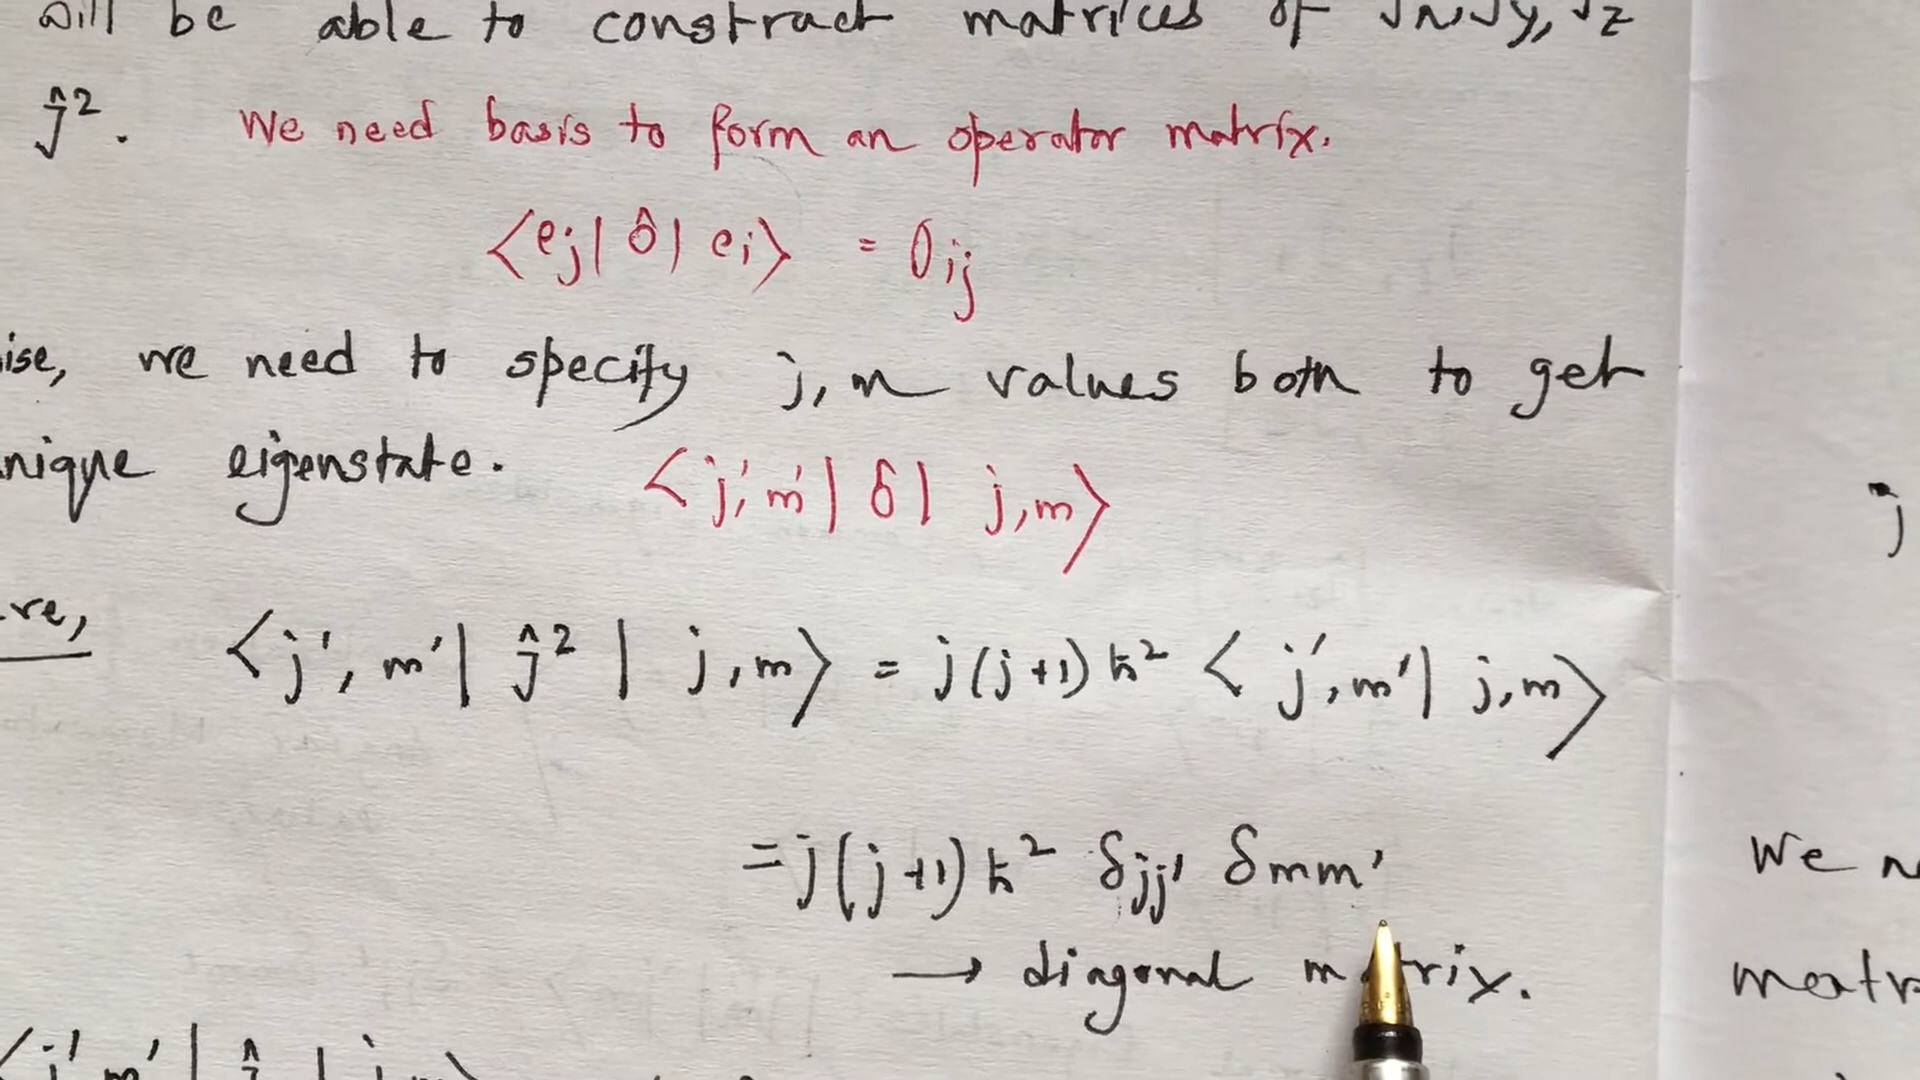 will be able to construct matrices of Jx, Jy, Jz
Ĵ². We need basis to form an operator matrix.
⟨ej| ô| ei⟩ = Oij
ise, we need to specify j, m values both to get
nique eigenstate. ⟨j', m'| ô| j, m⟩
re, ⟨j', m'| Ĵ² | j, m⟩ = j(j+1) ħ² ⟨j', m'| j, m⟩
= j(j+1) ħ² δjj' δmm'
→ diagonal matrix.
⟨j' m' | Ĵ | j m⟩
j
We n
matr